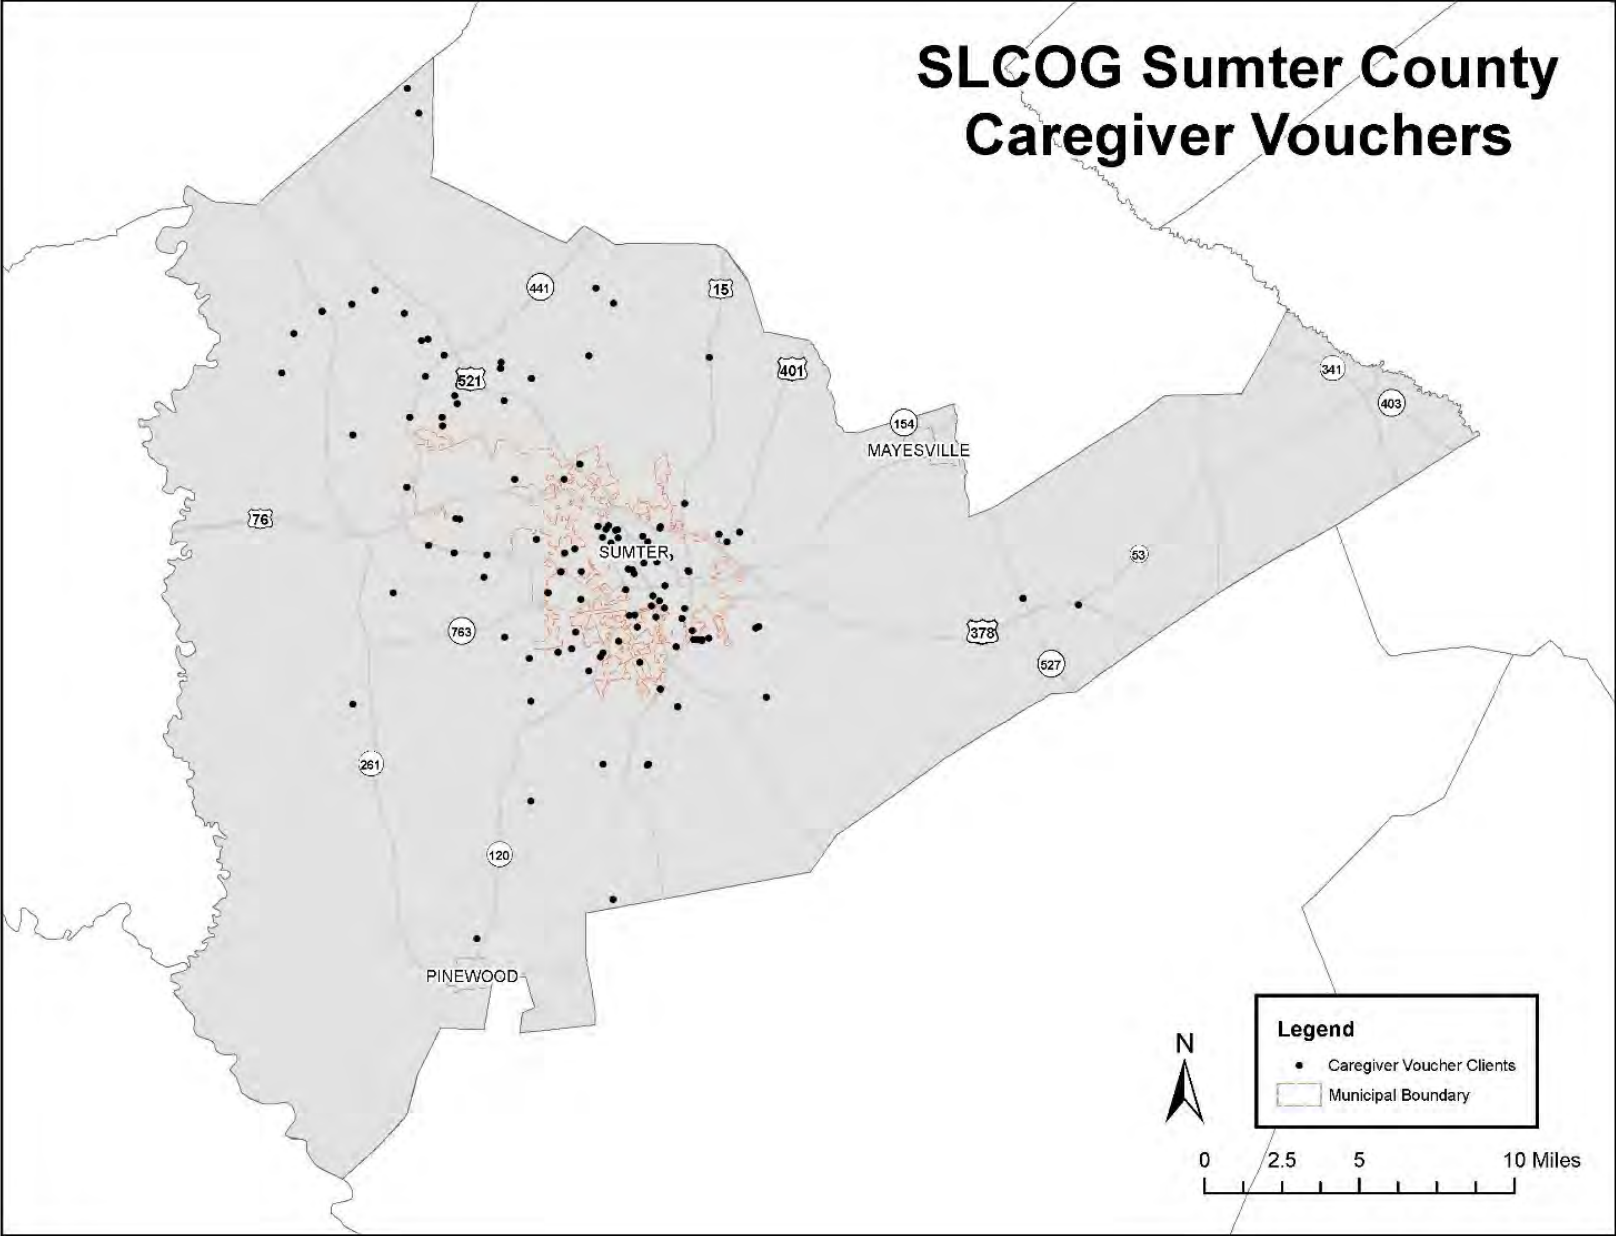 SLCOG Sumter County
Caregiver Vouchers
441
15
521
401
341
403
154
MAYESVILLE
76
SUMTER
53
763
378
527
261
120
PINEWOOD
N
Legend
Caregiver Voucher Clients
Municipal Boundary
0 2.5 5 10 Miles